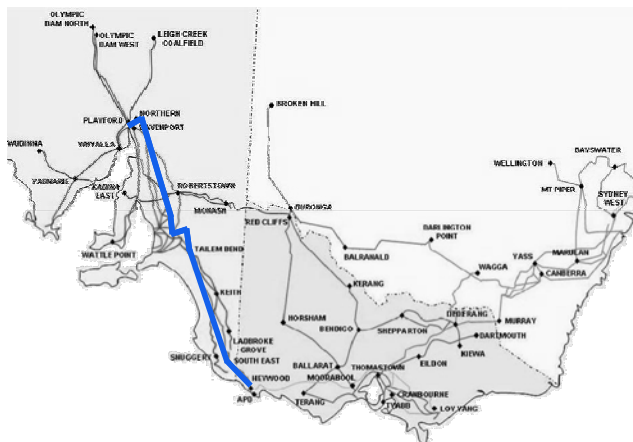 OLYMPIC
DAM NORTH
OLYMPIC
DAM WEST
LEIGH CREEK
COALFIELD
NORTHERN
PLAYFORD
BROKEN HILL
WUDINNA
WHYALLA
YADNARIE
ROBERTSTOWN
MONASH
WELLINGTON
BAYSWATER
MT PIPER
SYDNEY
WEST
BURONGA
RED CLIFFS
DARLINGTON
POINT
BALRANALD
WATTLE POINT
TAILEM BEND
YASS
MARULAN
WAGGA
CANBERRA
KERANG
KEITH
HORSHAM
BENDIGO
SHEPPARTON
DEDERANG
MURRAY
DARTMOUTH
LADBROKE
GROVE
SNUGGERY
SOUTH EAST
BALLARAT
THOMASTOWN
EILDON
KIEWA
HEYWOOD
MOORABOOL
APD
TERANG
CRANBOURNE
TYABB
LOY YANG